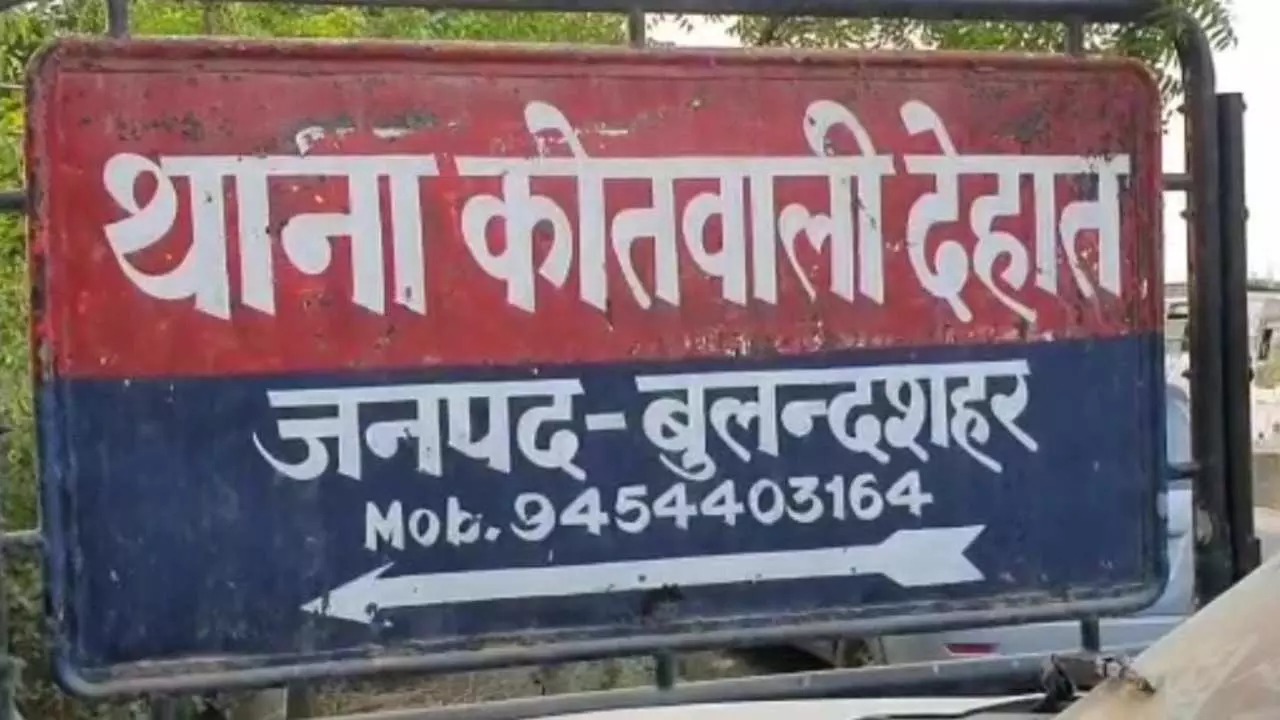 थाना कोतवाली देहात
जनपद-बुलन्दशहर
Mob. 9454403164